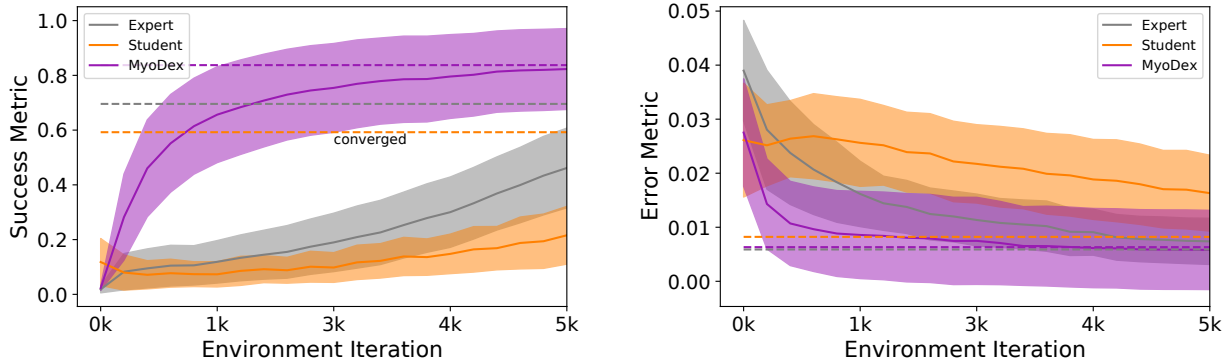 Success Metric
1.0
0.8
0.6
0.4
0.2
0.0
Expert
Student
MyoDex
converged
0k
1k
3k
4k
5k
Environment Iteration
Error Metric
0.05
0.04
0.03
0.02
0.01
0.00
Expert
Student
MyoDex
0k
1k
3k
4k
5k
Environment Iteration